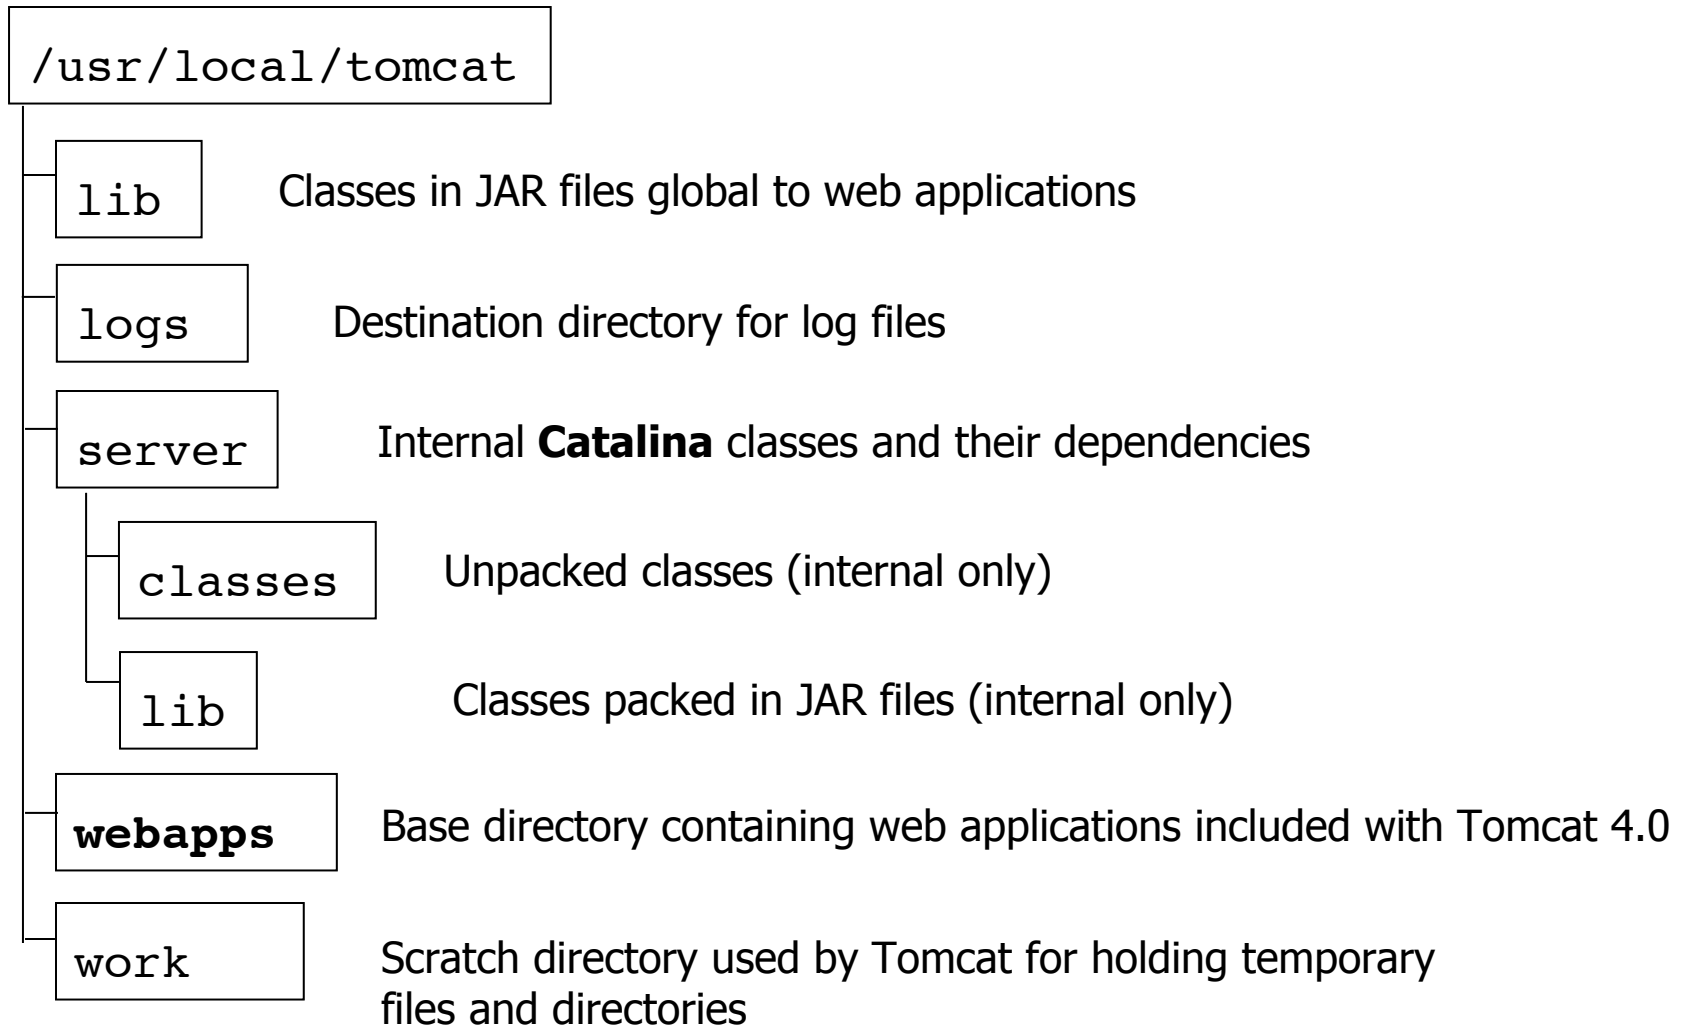 /usr/local/tomcat
lib
Classes in JAR files global to web applications
logs
Destination directory for log files
server
Internal Catalina classes and their dependencies
classes
Unpacked classes (internal only)
lib
Classes packed in JAR files (internal only)
webapps
Base directory containing web applications included with Tomcat 4.0
work
Scratch directory used by Tomcat for holding temporary
files and directories